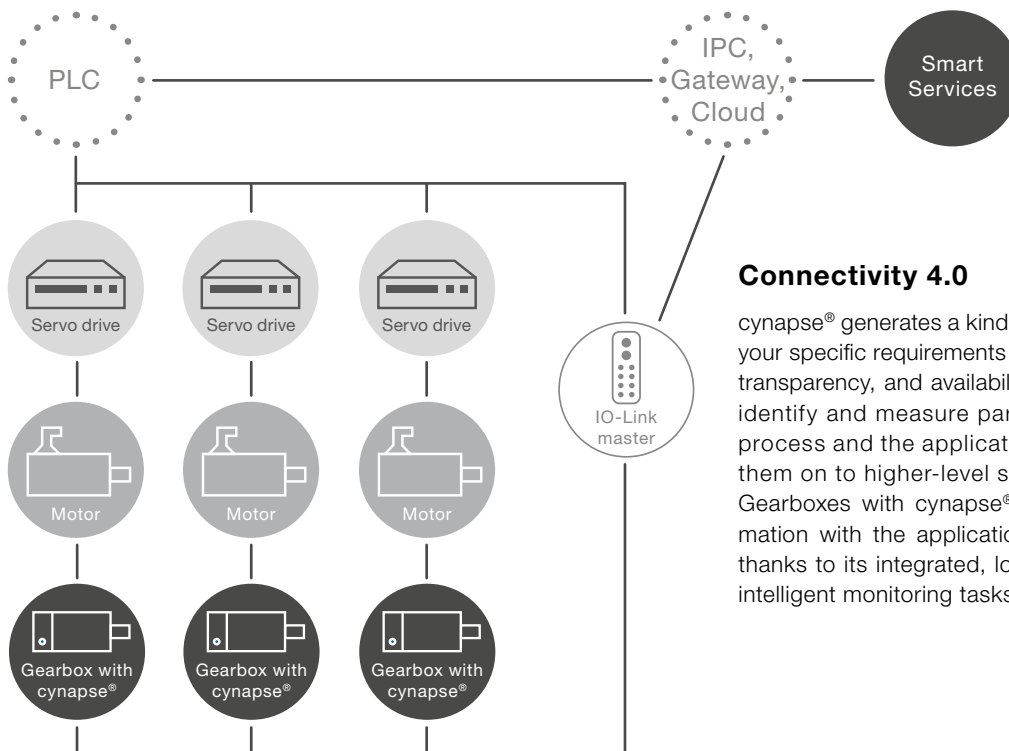 PLC
IPC,
Gateway,
Cloud
Smart
Services
Servo drive
Servo drive
Servo drive
IO-Link
master
Motor
Motor
Motor
Gearbox with
cynapse®
Gearbox with
cynapse®
Gearbox with
cynapse®
Connectivity 4.0
cynapse® generates a kind
your specific requirements
transparency, and availabil
identify and measure par
process and the applicat
them on to higher-level s
Gearboxes with cynapse®
mation with the applicatio
thanks to its integrated, lo
intelligent monitoring tasks